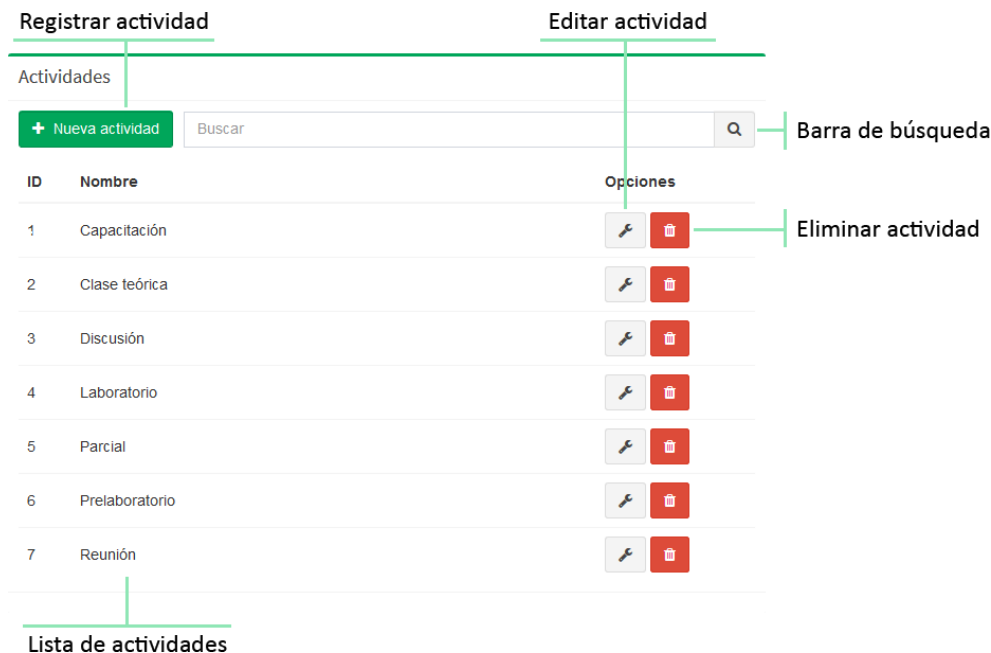 Registrar actividad
Editar actividad
Actividades
Nueva actividad
Buscar
Barra de búsqueda
ID Nombre Opciones
1 Capacitación
Eliminar actividad
2 Clase teórica
3 Discusión
4 Laboratorio
5 Parcial
6 Prelaboratorio
7 Reunión
Lista de actividades